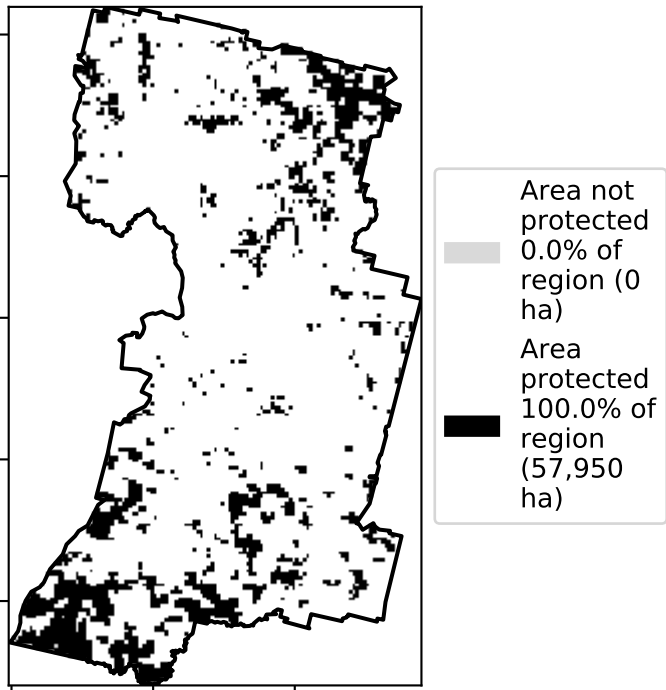 Area not
protected
0.0% of
region (0
ha)
Area
protected
100.0% of
region
(57,950
ha)